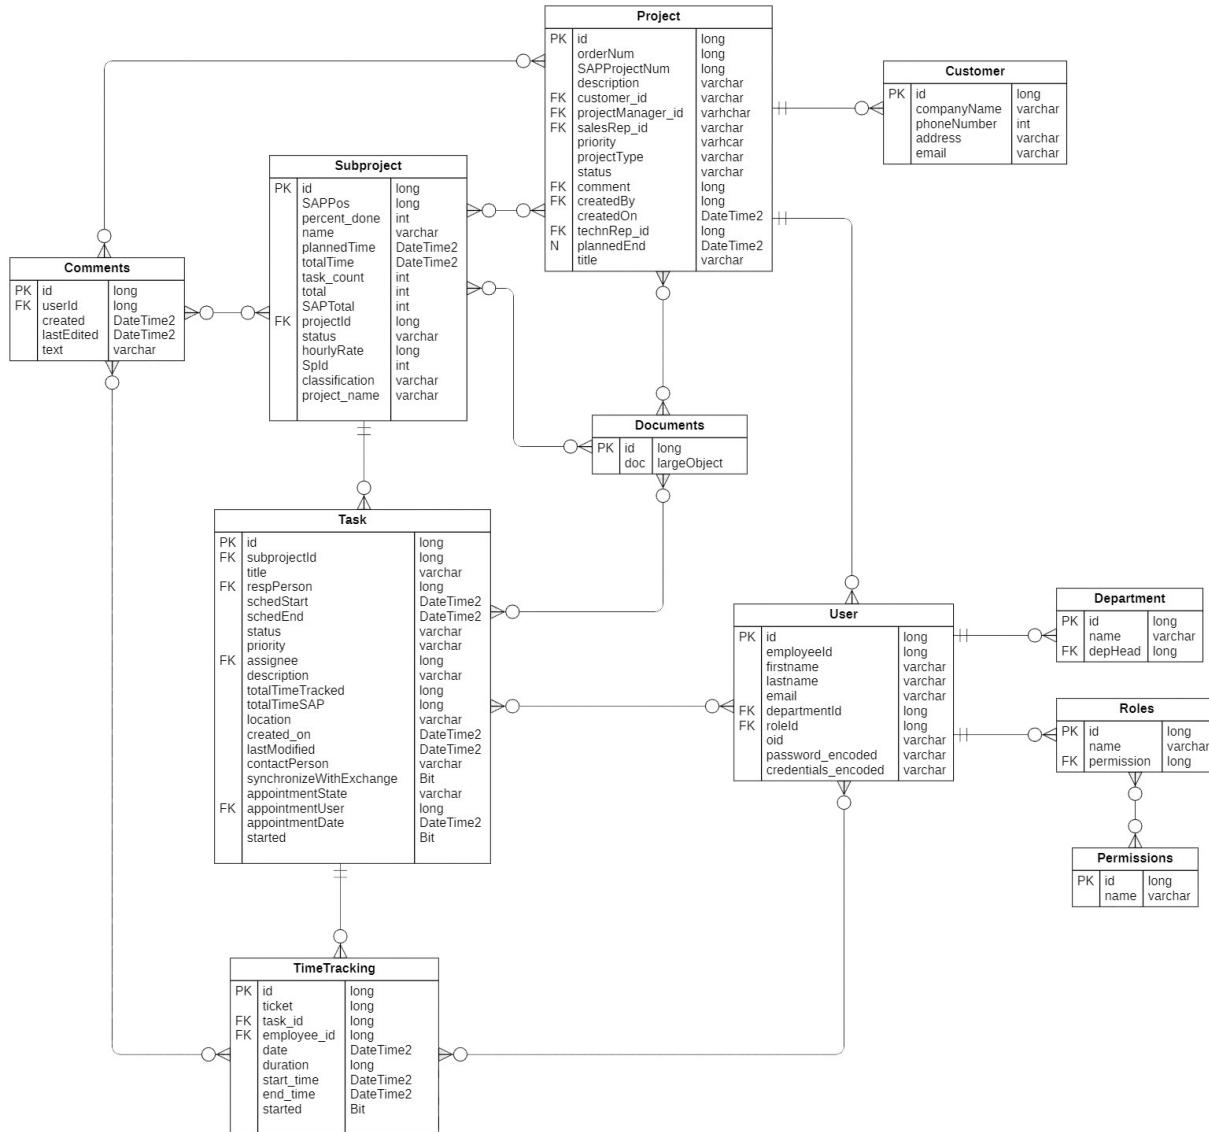 Project
PK id long
orderNum long
SAPProjectNum long
description varchar
FK customer_id varchar
FK projectManager_id varhchar
FK salesRep_id varchar
priority varhcar
projectType varchar
status varchar
FK comment long
FK createdBy long
createdOn DateTime2
FK technRep_id long
N plannedEnd DateTime2
title varchar
Customer
PK id long
companyName varchar
phoneNumber int
address varchar
email varchar
Subproject
PK id long
SAPPos long
percent_done int
name varchar
plannedTime DateTime2
totalTime DateTime2
task_count int
total int
SAPTotal int
FK projectId long
status varchar
hourlyRate long
SpId int
classification varchar
project_name varchar
Comments
PK id long
FK userId long
created DateTime2
lastEdited DateTime2
text varchar
Documents
PK id long
doc largeObject
Task
PK id long
FK subprojectId long
title varchar
FK respPerson long
schedStart DateTime2
schedEnd DateTime2
status varchar
priority varchar
FK assignee long
description varchar
totalTimeTracked long
totalTimeSAP long
location varchar
created_on DateTime2
lastModified DateTime2
contactPerson varchar
synchronizeWithExchange Bit
appointmentState varchar
FK appointmentUser long
appointmentDate DateTime2
started Bit
User
PK id long
employeeId long
firstname varchar
lastname varchar
email varchar
FK departmentId long
FK roleId long
oid varchar
password_encoded varchar
credentials_encoded varchar
Department
PK id long
name varchar
FK depHead long
Roles
PK id long
name varchar
FK permission long
Permissions
PK id long
name varchar
TimeTracking
PK id long
ticket long
FK task_id long
FK employee_id long
date DateTime2
duration long
start_time DateTime2
end_time DateTime2
started Bit